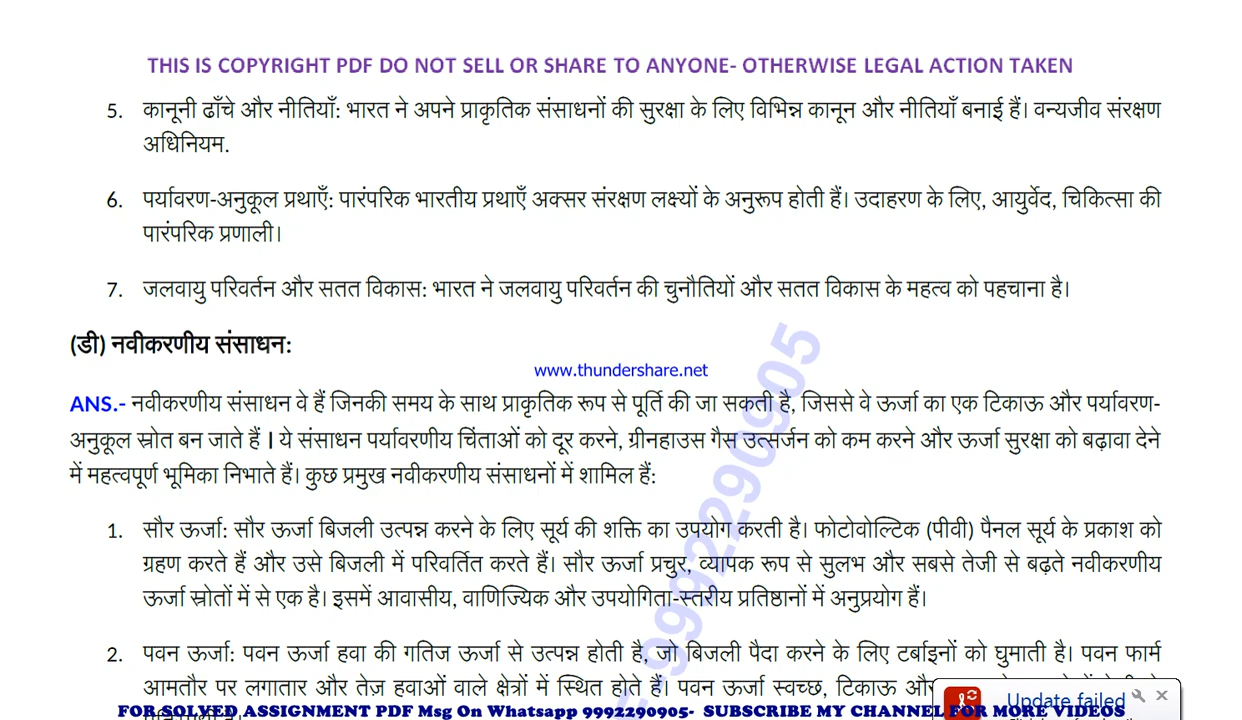 THIS IS COPYRIGHT PDF DO NOT SELL OR SHARE TO ANYONE- OTHERWISE LEGAL ACTION TAKEN
5. कानूनी ढाँचे और नीतियाँ: भारत ने अपने प्राकृतिक संसाधनों की सुरक्षा के लिए विभिन्न कानून और नीतियाँ बनाई हैं। वन्यजीव संरक्षण
अधिनियम.
6. पर्यावरण-अनुकूल प्रथाएँ: पारंपरिक भारतीय प्रथाएँ अक्सर संरक्षण लक्ष्यों के अनुरूप होती हैं। उदाहरण के लिए, आयुर्वेद, चिकित्सा की
पारंपरिक प्रणाली।
7. जलवायु परिवर्तन और सतत विकास: भारत ने जलवायु परिवर्तन की चुनौतियों और सतत विकास के महत्व को पहचाना है।
(डी) नवीकरणीय संसाधन:
www.thundershare.net
ANS.- नवीकरणीय संसाधन वे हैं जिनकी समय के साथ प्राकृतिक रूप से पूर्ति की जा सकती है, जिससे वे ऊर्जा का एक टिकाऊ और पर्यावरण-
अनुकूल स्रोत बन जाते हैं । ये संसाधन पर्यावरणीय चिंताओं को दूर करने, ग्रीनहाउस गैस उत्सर्जन को कम करने और ऊर्जा सुरक्षा को बढ़ावा देने
में महत्वपूर्ण भूमिका निभाते हैं। कुछ प्रमुख नवीकरणीय संसाधनों में शामिल हैं:
1. सौर ऊर्जा: सौर ऊर्जा बिजली उत्पन्न करने के लिए सूर्य की शक्ति का उपयोग करती है। फोटोवोल्टिक (पीवी) पैनल सूर्य के प्रकाश को
ग्रहण करते हैं और उसे बिजली में परिवर्तित करते हैं। सौर ऊर्जा प्रचुर, व्यापक रूप से सुलभ और सबसे तेजी से बढ़ते नवीकरणीय
ऊर्जा स्रोतों में से एक है। इसमें आवासीय, वाणिज्यिक और उपयोगिता-स्तरीय प्रतिष्ठानों में अनुप्रयोग हैं।
2. पवन ऊर्जा: पवन ऊर्जा हवा की गतिज ऊर्जा से उत्पन्न होती है, जो बिजली पैदा करने के लिए टर्बाइनों को घुमाती है। पवन फार्म
आमतौर पर लगातार और तेज़ हवाओं वाले क्षेत्रों में स्थित होते हैं। पवन ऊर्जा स्वच्छ, टिकाऊ और
Update failed
FOR SOLVED ASSIGNMENT PDF Msg On Whatsapp 9992290905- SUBSCRIBE MY CHANNEL FOR MORE VIDEOS
9992290905